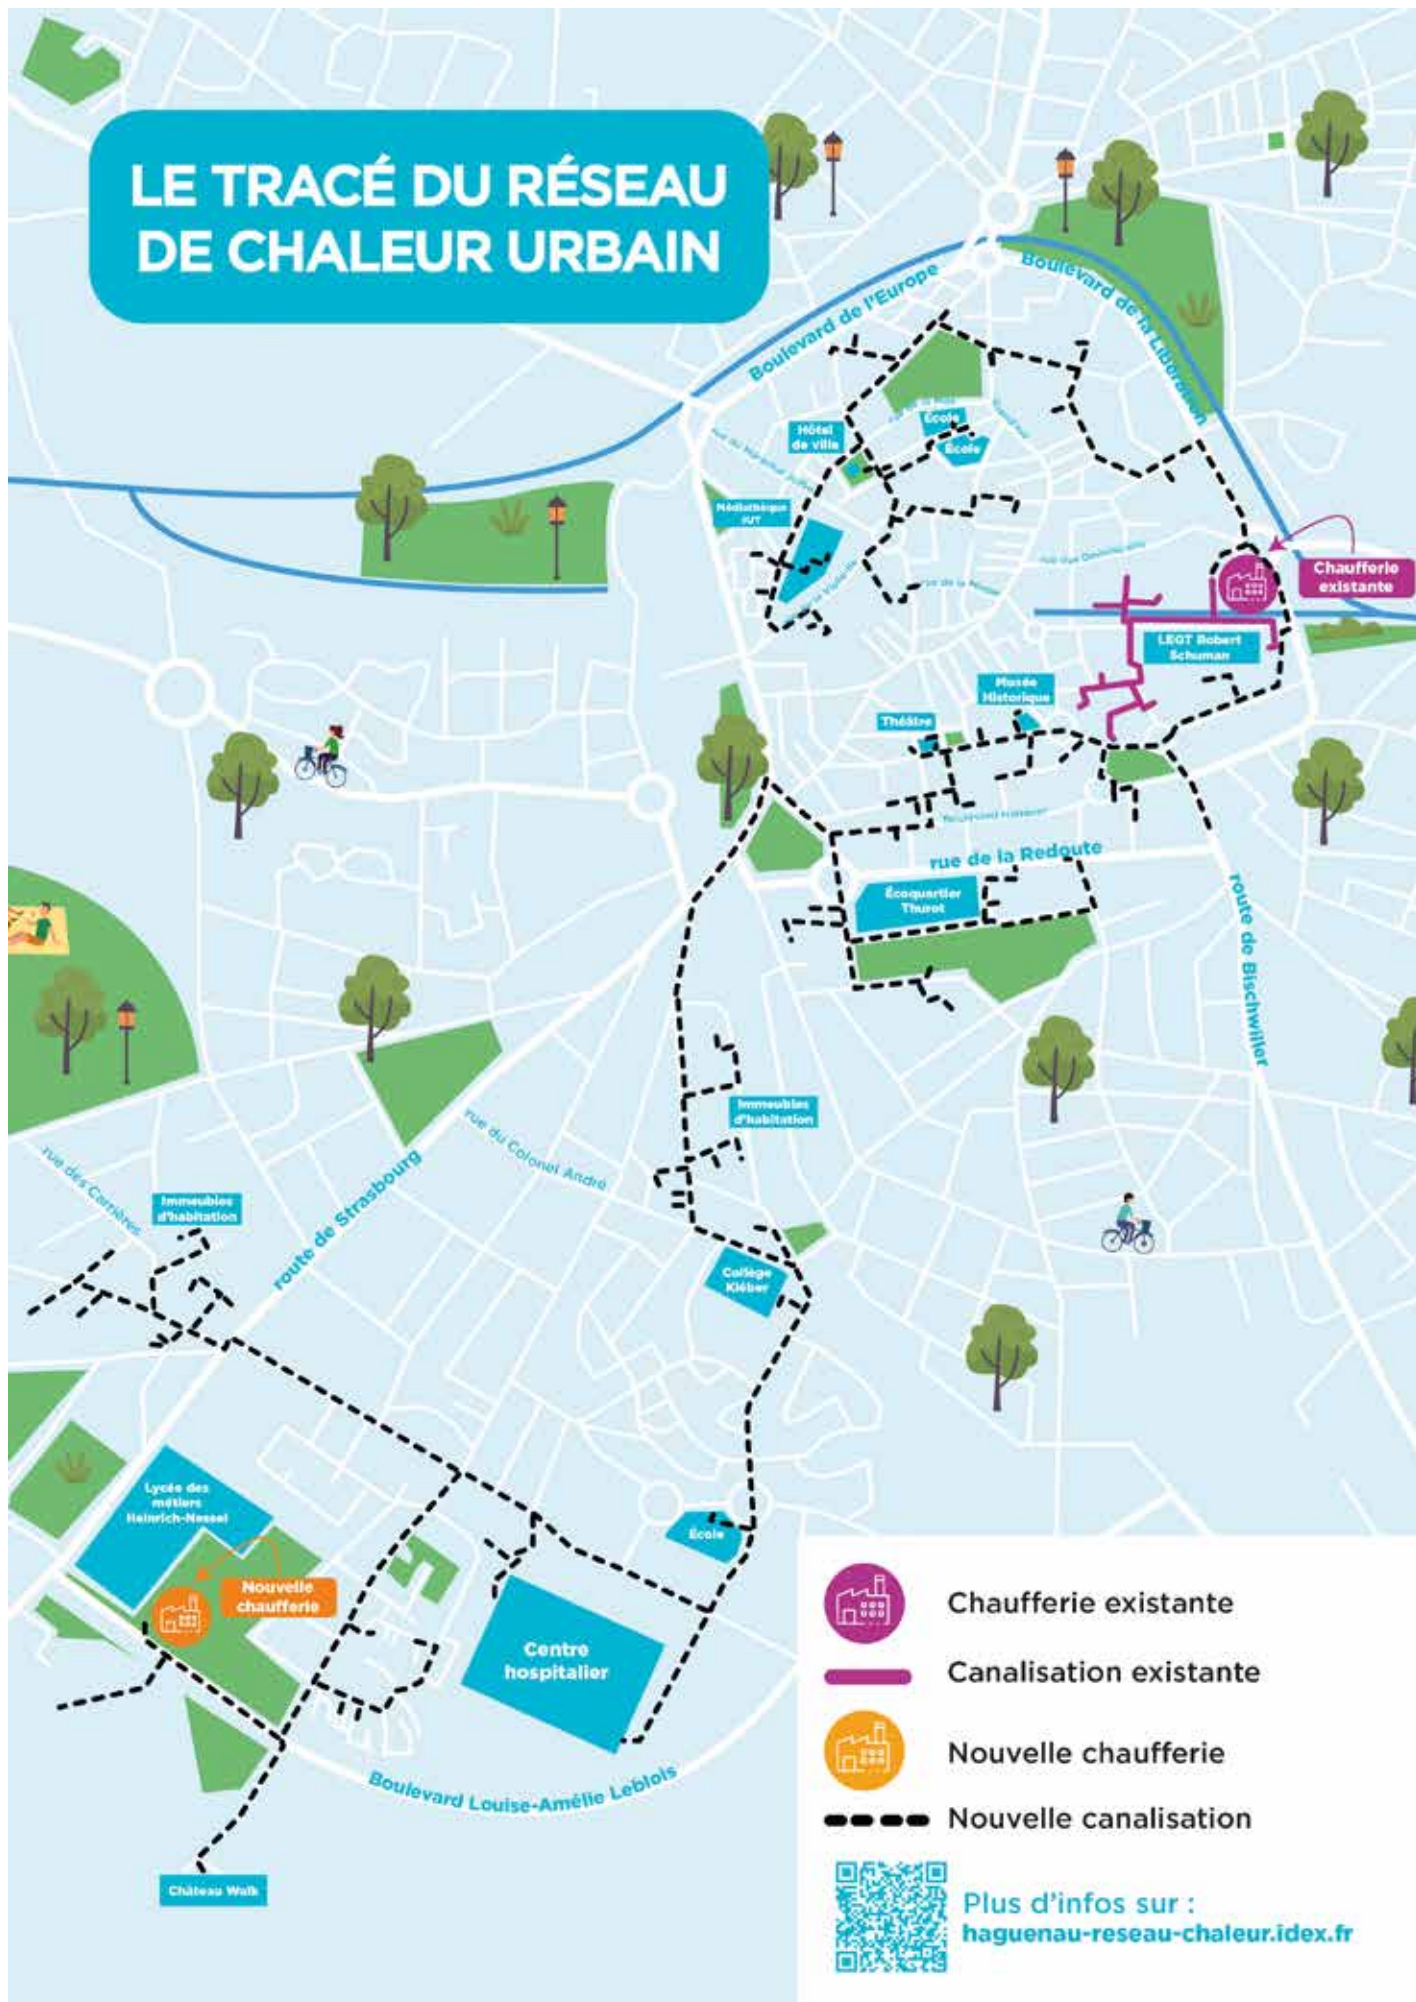 LE TRACÉ DU RÉSEAU
DE CHALEUR URBAIN
Boulevard de l'Europe
Boulevard de la Libération
École
École
Hôtel
de ville
rue du Maréchal
Médiathèque
IUT
Chaufferie
existante
LEGT Robert
Schuman
Musée
Historique
Théâtre
rue de la Redoute
Écoquartier
Thurot
route de Bischwiller
Immeubles
d'habitation
rue du Colonel André
rue des Carrières
Immeubles
d'habitation
route de Strasbourg
Collège
Kléber
Lycée des
métiers
Heinrich-Nessel
École
Nouvelle
chaufferie
Centre
hospitalier
Boulevard Louise-Amélie Leblois
Château Walk
Chaufferie existante
Canalisation existante
Nouvelle chaufferie
Nouvelle canalisation
Plus d'infos sur :
haguenau-reseau-chaleur.idex.fr